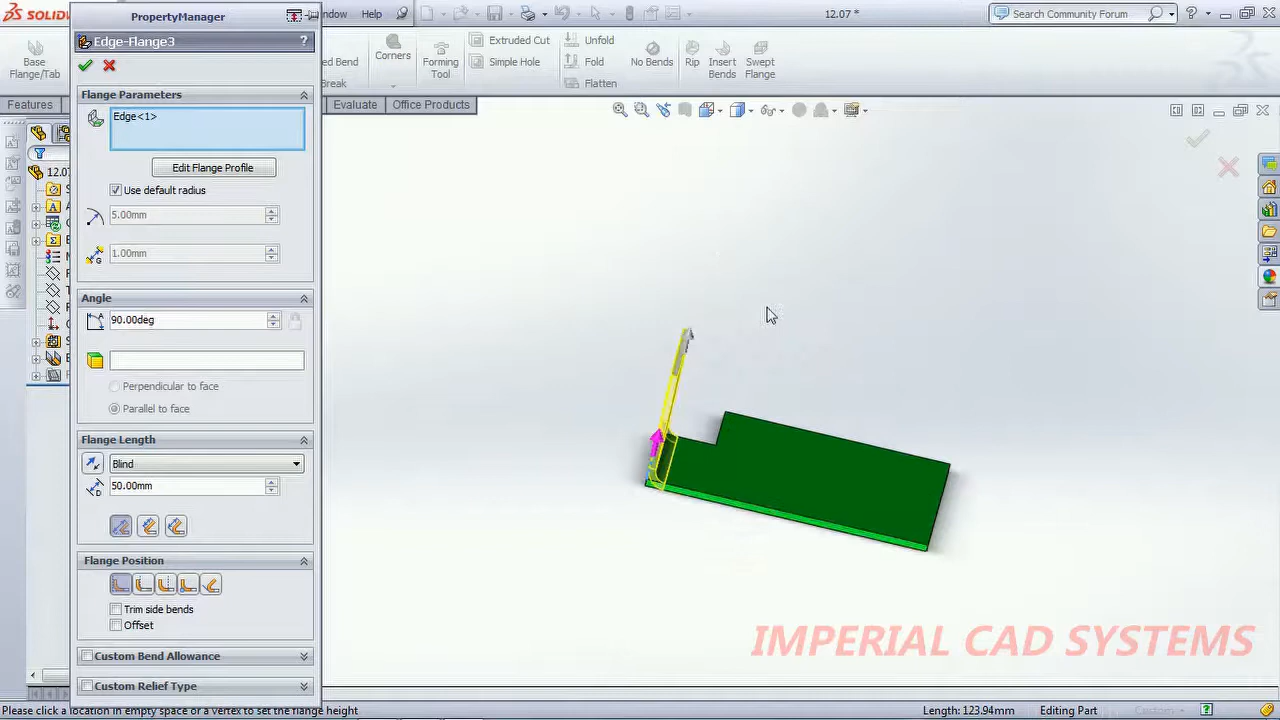 PropertyManager
Edge-Flange3
?
Flange Parameters
Edge<1>
Edit Flange Profile
Use default radius
5.00mm
1.00mm
Angle
90.00deg
Perpendicular to face
Parallel to face
Flange Length
Blind
50.00mm
Flange Position
Trim side bends
Offset
Custom Bend Allowance
Custom Relief Type
Help
12.07 *
Search Community Forum
Base
Flange/Tab
Corners
Forming
Tool
Extruded Cut
Simple Hole
Unfold
Fold
Flatten
No Bends
Rip
Insert
Bends
Swept
Flange
Features
Evaluate
Office Products
12.07
IMPERIAL CAD SYSTEMS
Please click a location in empty space or a vertex to set the flange height
Length: 123.94mm
Editing Part
Custom